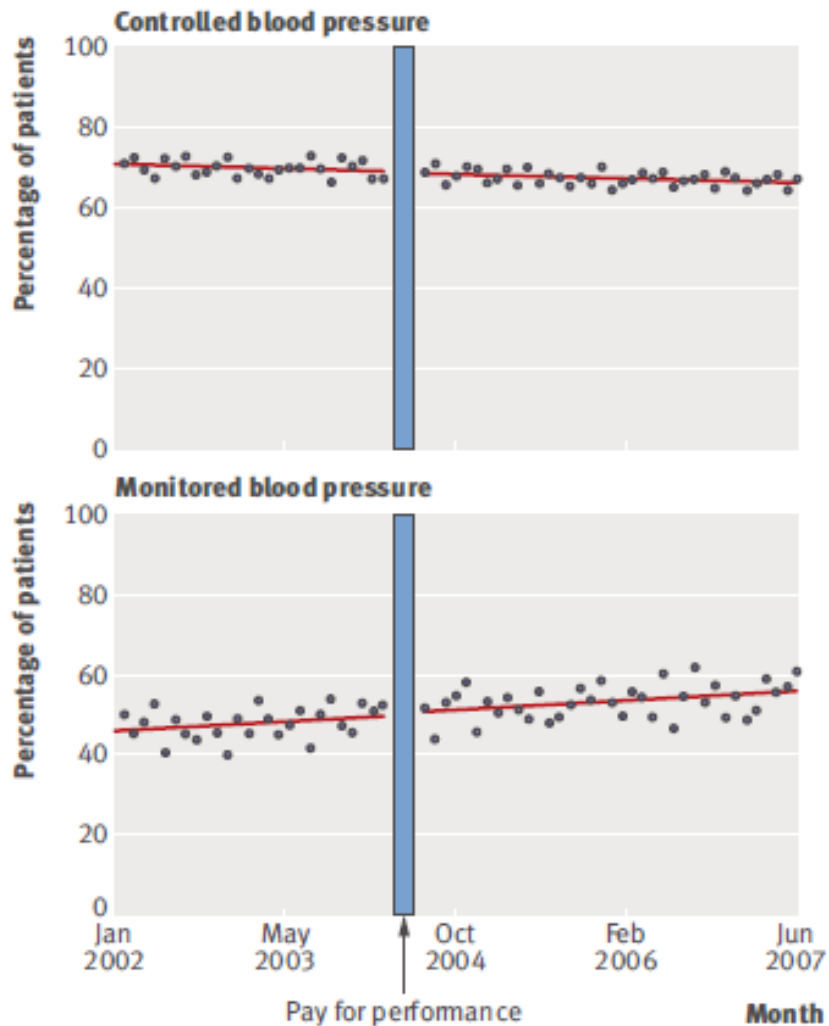 Controlled blood pressure
Percentage of patients
100
80
60
40
20
0
Monitored blood pressure
Percentage of patients
100
80
60
40
20
0
Jan May Oct Feb Jun
2002 2003 2004 2006 2007
Pay for performance Month